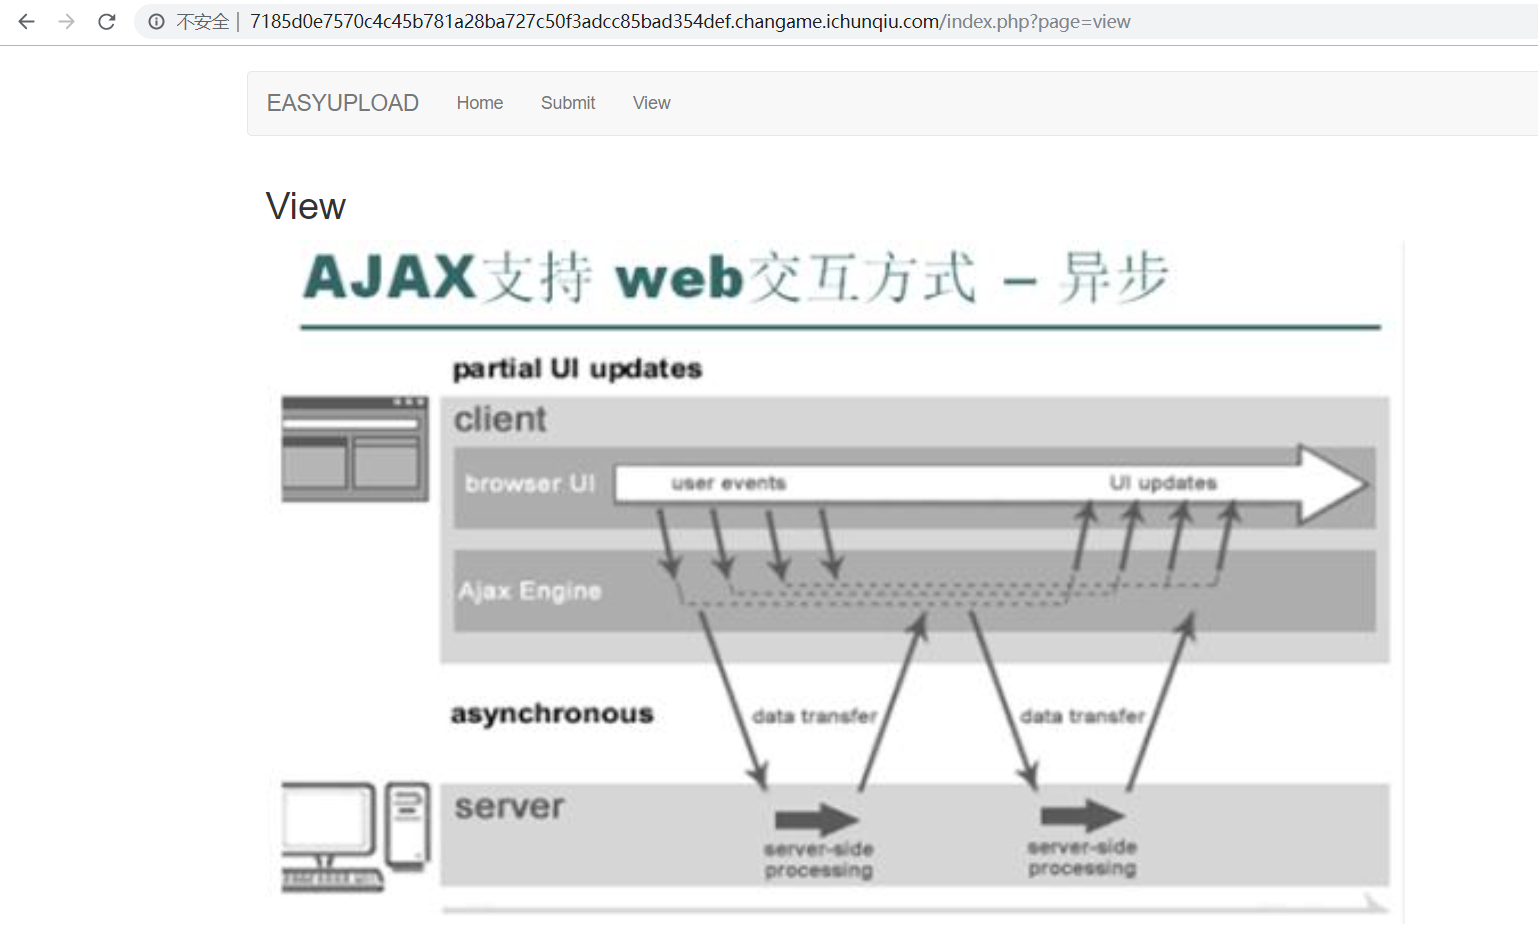 不安全 | 7185d0e7570c4c45b781a28ba727c50f3adcc85bad354def.changame.ichunqiu.com/index.php?page=view
EASYUPLOAD Home Submit View
View
AJAX支持 web交互方式 – 异步
partial UI updates
client
browser UI user events UI updates
Ajax Engine
asynchronous data transfer data transfer
server
server-side processing
server-side processing